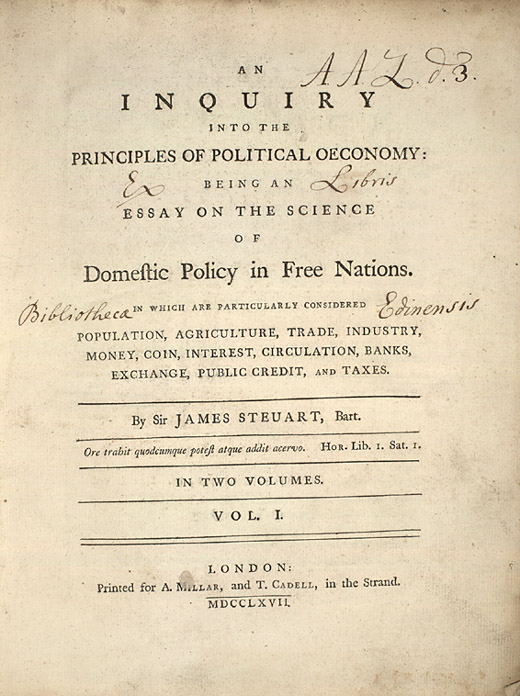 AN
AAL. d. 3.
INQUIRY
INTO THE
PRINCIPLES OF POLITICAL OECONOMY:
Ex BEING AN Libris
ESSAY ON THE SCIENCE
OF
Domeſtic Policy in Free Nations.
Bibliotheca IN WHICH ARE PARTICULARLY CONSIDERED Edinensis
POPULATION, AGRICULTURE, TRADE, INDUSTRY,
MONEY, COIN, INTEREST, CIRCULATION, BANKS,
EXCHANGE, PUBLIC CREDIT, AND TAXES.
By Sir JAMES STEUART, Bart.
Ore trahit quodcumque poteſt atque addit acervo. HOR. Lib. 1. Sat. 1.
IN TWO VOLUMES.
VOL. I.
LONDON:
Printed for A. MILLAR, and T. CADELL, in the Strand.
MDCCLXVII.